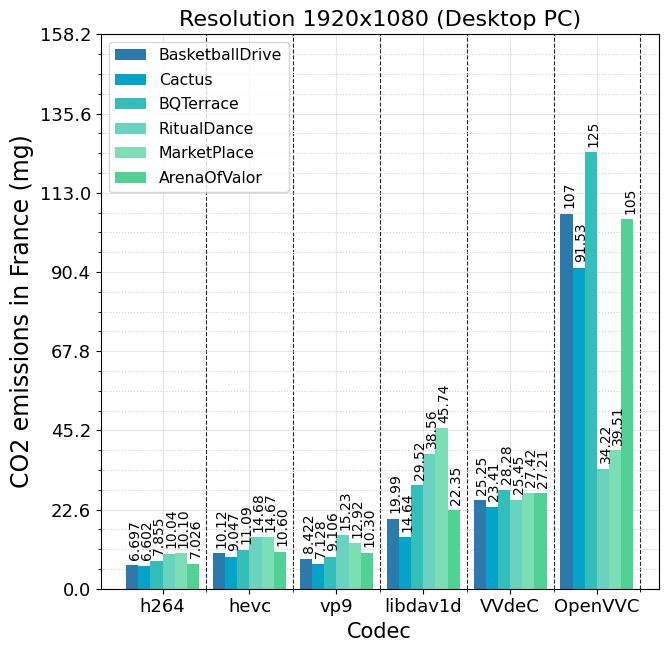 Resolution 1920x1080 (Desktop PC)
158.2
135.6
113.0
90.4
67.8
45.2
22.6
0.0
CO2 emissions in France (mg)
BasketballDrive
Cactus
BQTerrace
RitualDance
MarketPlace
ArenaOfValor
6.697
6.602
7.855
10.04
10.10
7.026
10.12
9.047
11.09
14.68
14.67
10.60
8.422
7.128
9.106
15.23
12.92
10.30
19.99
14.64
29.52
38.56
45.74
22.35
25.25
23.41
28.28
25.45
27.42
27.21
107
91.53
125
34.22
39.51
105
h264
hevc
vp9
libdav1d
VVdeC
OpenVVC
Codec